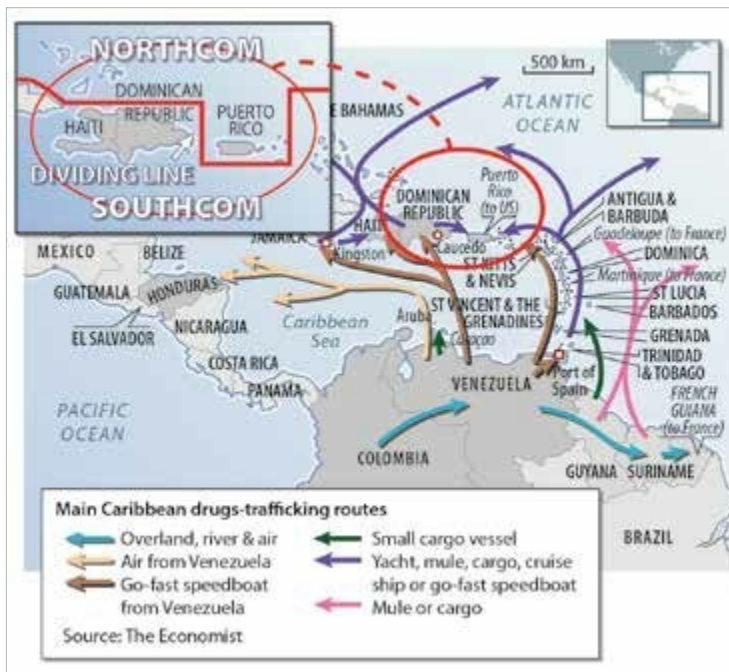 NORTHCOM
DOMINICAN
REPUBLIC
PUERTO
RICO
HAITI
DIVIDING LINE
SOUTHCOM
500 km
ATLANTIC
OCEAN
E BAHAMAS
Puerto
Rico
(to US)
DOMINICAN
REPUBLIC
HAITI
ANTIGUA &
BARBUDA
Guadeloupe (to France)
JAMAICA
Kingston
Caucedo
ST KITTS
& NEVIS
DOMINICA
Martinique (to France)
MEXICO
BELIZE
GUATEMALA
HONDURAS
ST VINCENT & THE
GRENADINES
ST LUCIA
BARBADOS
Caribbean
Sea
Aruba
Curaçao
EL SALVADOR
NICARAGUA
GRENADA
TRINIDAD
& TOBAGO
COSTA RICA
PANAMA
VENEZUELA
Port of
Spain
FRENCH
GUIANA
(to France)
PACIFIC
OCEAN
COLOMBIA
GUYANA
SURINAME
BRAZIL
Main Caribbean drugs-trafficking routes
Overland, river & air
Air from Venezuela
Go-fast speedboat
from Venezuela
Small cargo vessel
Yacht, mule, cargo, cruise
ship or go-fast speedboat
Mule or cargo
Source: The Economist